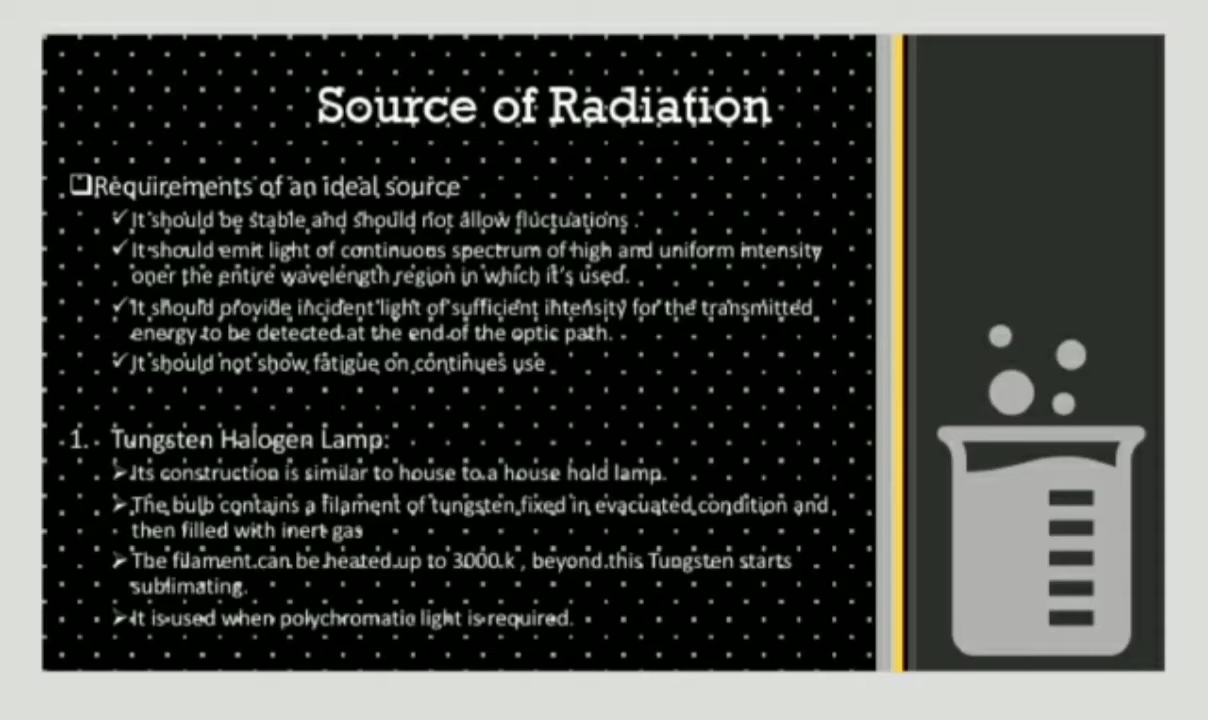 Source of Radiation
❑Requirements of an ideal source
✓It should be stable and should not allow fluctuations .
✓It should emit light of continuous spectrum of high and uniform intensity
over the entire wavelength region in which it's used.
✓It should provide incident light of sufficient intensity for the transmitted
energy to be detected at the end of the optic path.
✓It should not show fatigue on continues use
1. Tungsten Halogen Lamp:
➤Its construction is similar to house to a house hold lamp.
➤The bulb contains a filament of tungsten fixed in evacuated condition and
then filled with inert gas
➤The filament can be heated up to 3000 k , beyond this Tungsten starts
sublimating.
➤It is used when polychromatic light is required.